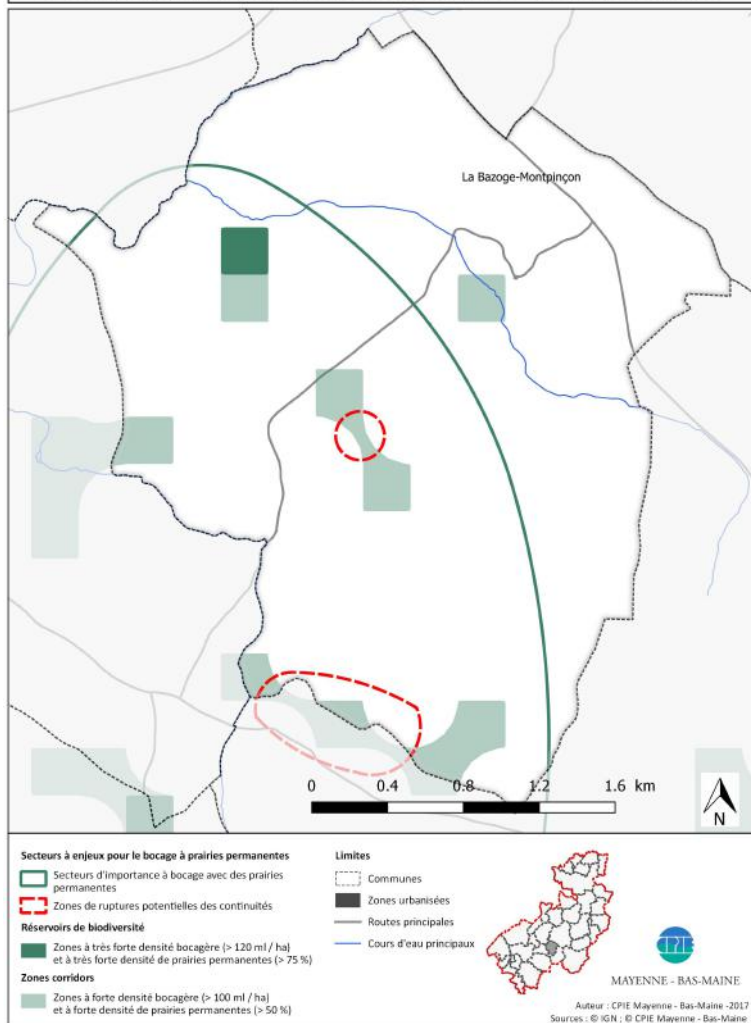 La Bazoge-Montpinçon
0 0.4 0.8 1.2 1.6 km
N
Secteurs à enjeux pour le bocage à prairies permanentes
Secteurs d'importance à bocage avec des prairies
permanentes
Zones de ruptures potentielles des continuités
Réservoirs de biodiversité
Zones à très forte densité bocagère (> 120 ml / ha)
et à très forte densité de prairies permanentes (> 75 %)
Zones corridors
Zones à forte densité bocagère (> 100 ml / ha)
et à forte densité de prairies permanentes (> 50 %)
Limites
Communes
Zones urbanisées
Routes principales
Cours d'eau principaux
CPIE
MAYENNE - BAS-MAINE
Auteur : CPIE Mayenne - Bas-Maine -2017
Sources : © IGN ; © CPIE Mayenne - Bas-Maine